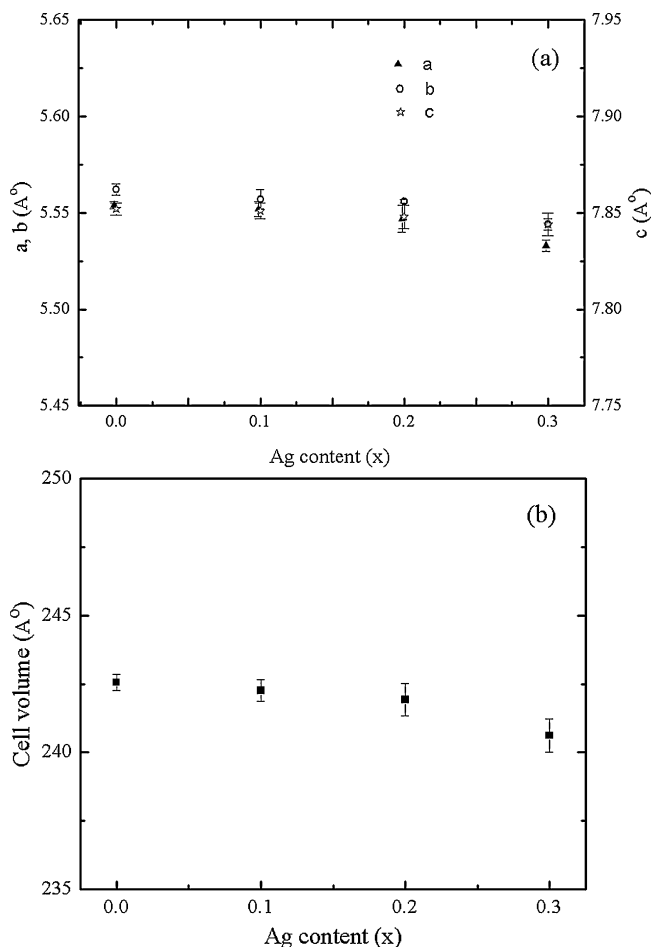 5.65
5.60
5.55
5.50
5.45
a, b (A°)
(a)
a
b
c
7.95
7.90
7.85
7.80
7.75
c (A°)
0.0 0.1 0.2 0.3
Ag content (x)
250
245
240
235
Cell volume (A°)
(b)
0.0 0.1 0.2 0.3
Ag content (x)